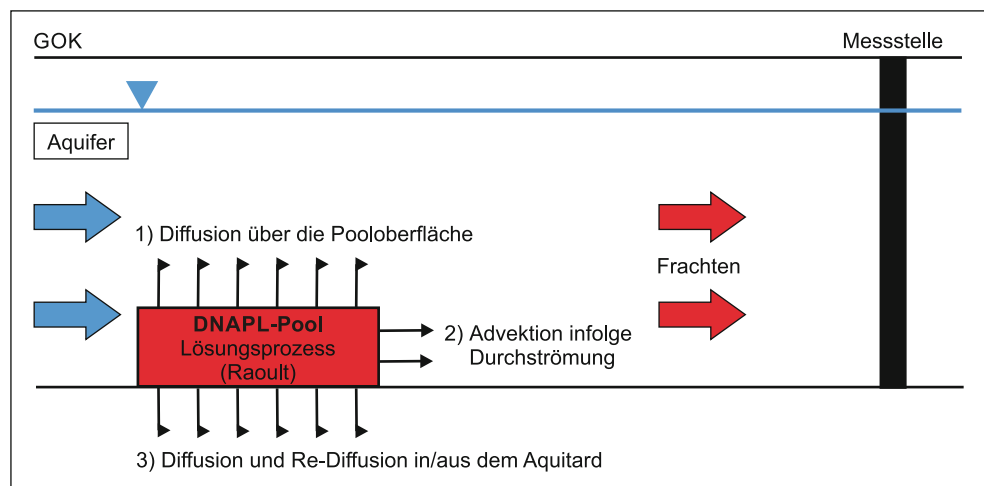 GOK
Messstelle
Aquifer
1) Diffusion über die Pooloberfläche
Frachten
DNAPL-Pool
Lösungsprozess
(Raoult)
2) Advektion infolge
Durchströmung
3) Diffusion und Re-Diffusion in/aus dem Aquitard